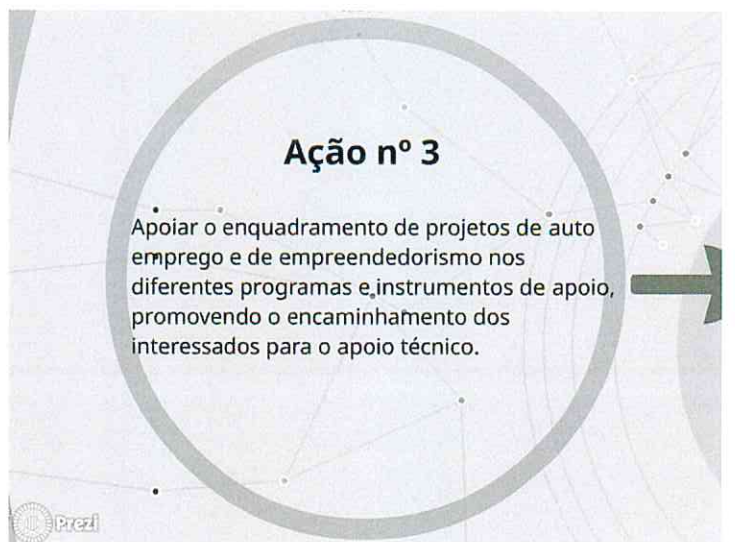 Ação nº 3
Apoiar o enquadramento de projetos de auto
emprego e de empreendedorismo nos
diferentes programas e instrumentos de apoio,
promovendo o encaminhamento dos
interessados para o apoio técnico.
Prezi